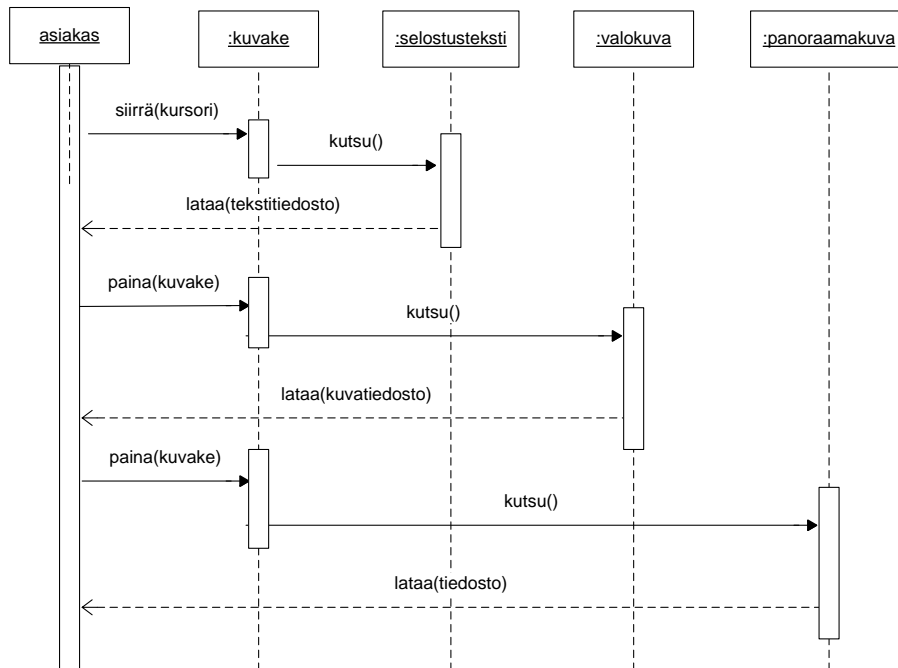 asiakas
:kuvake
:selostusteksti
:valokuva
:panoraamakuva
siirrä(kursori)
kutsu()
lataa(tekstitiedosto)
paina(kuvake)
kutsu()
lataa(kuvatiedosto)
paina(kuvake)
kutsu()
lataa(tiedosto)